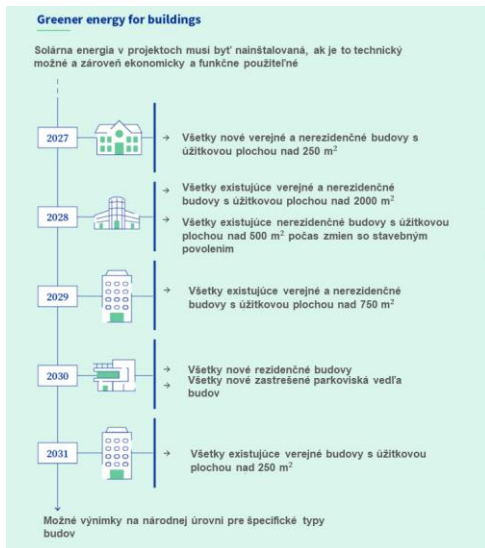 Greener energy for buildings
Solárna energia v projektoch musí byť nainštalovaná, ak je to technický
možné a zároveň ekonomicky a funkčne použiteľné
2027
→ Všetky nové verejné a nerezidenčné budovy s
úžitkovou plochou nad 250 m²
2028
→ Všetky existujúce verejné a nerezidenčné
budovy s úžitkovou plochou nad 2000 m²
→ Všetky existujúce nerezidenčné budovy s úžitkovou
plochou nad 500 m² počas zmien so stavebným
povolením
2029
→ Všetky existujúce verejné a nerezidenčné
budovy s úžitkovou plochou nad 750 m²
2030
→ Všetky nové rezidenčné budovy
→ Všetky nové zastrešené parkoviská vedľa
budov
2031
→ Všetky existujúce verejné budovy s úžitkovou
plochou nad 250 m²
Možné výnimky na národnej úrovni pre špecifické typy
budov